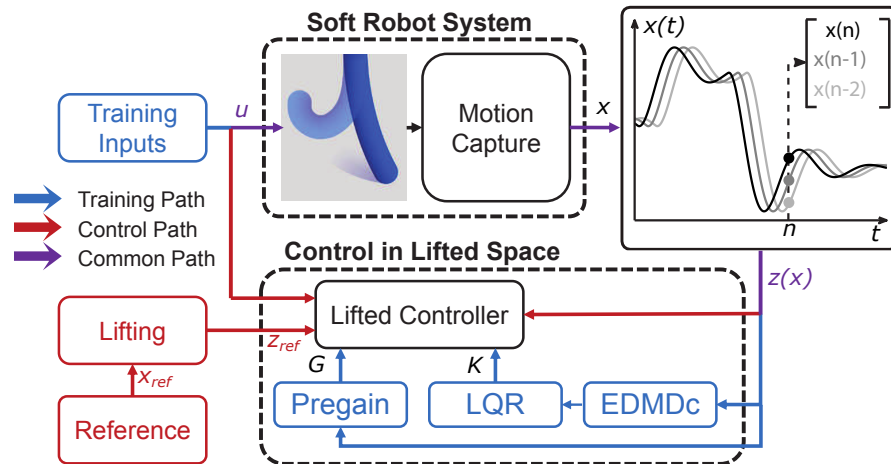 Soft Robot System
Training
Inputs
u
Motion
Capture
x
x(t)
x(n)
x(n-1)
x(n-2)
n
t
Training Path
Control Path
Common Path
Control in Lifted Space
z(x)
Lifting
z_ref
Lifted Controller
x_ref
Reference
G
K
Pregain
LQR
EDMDc